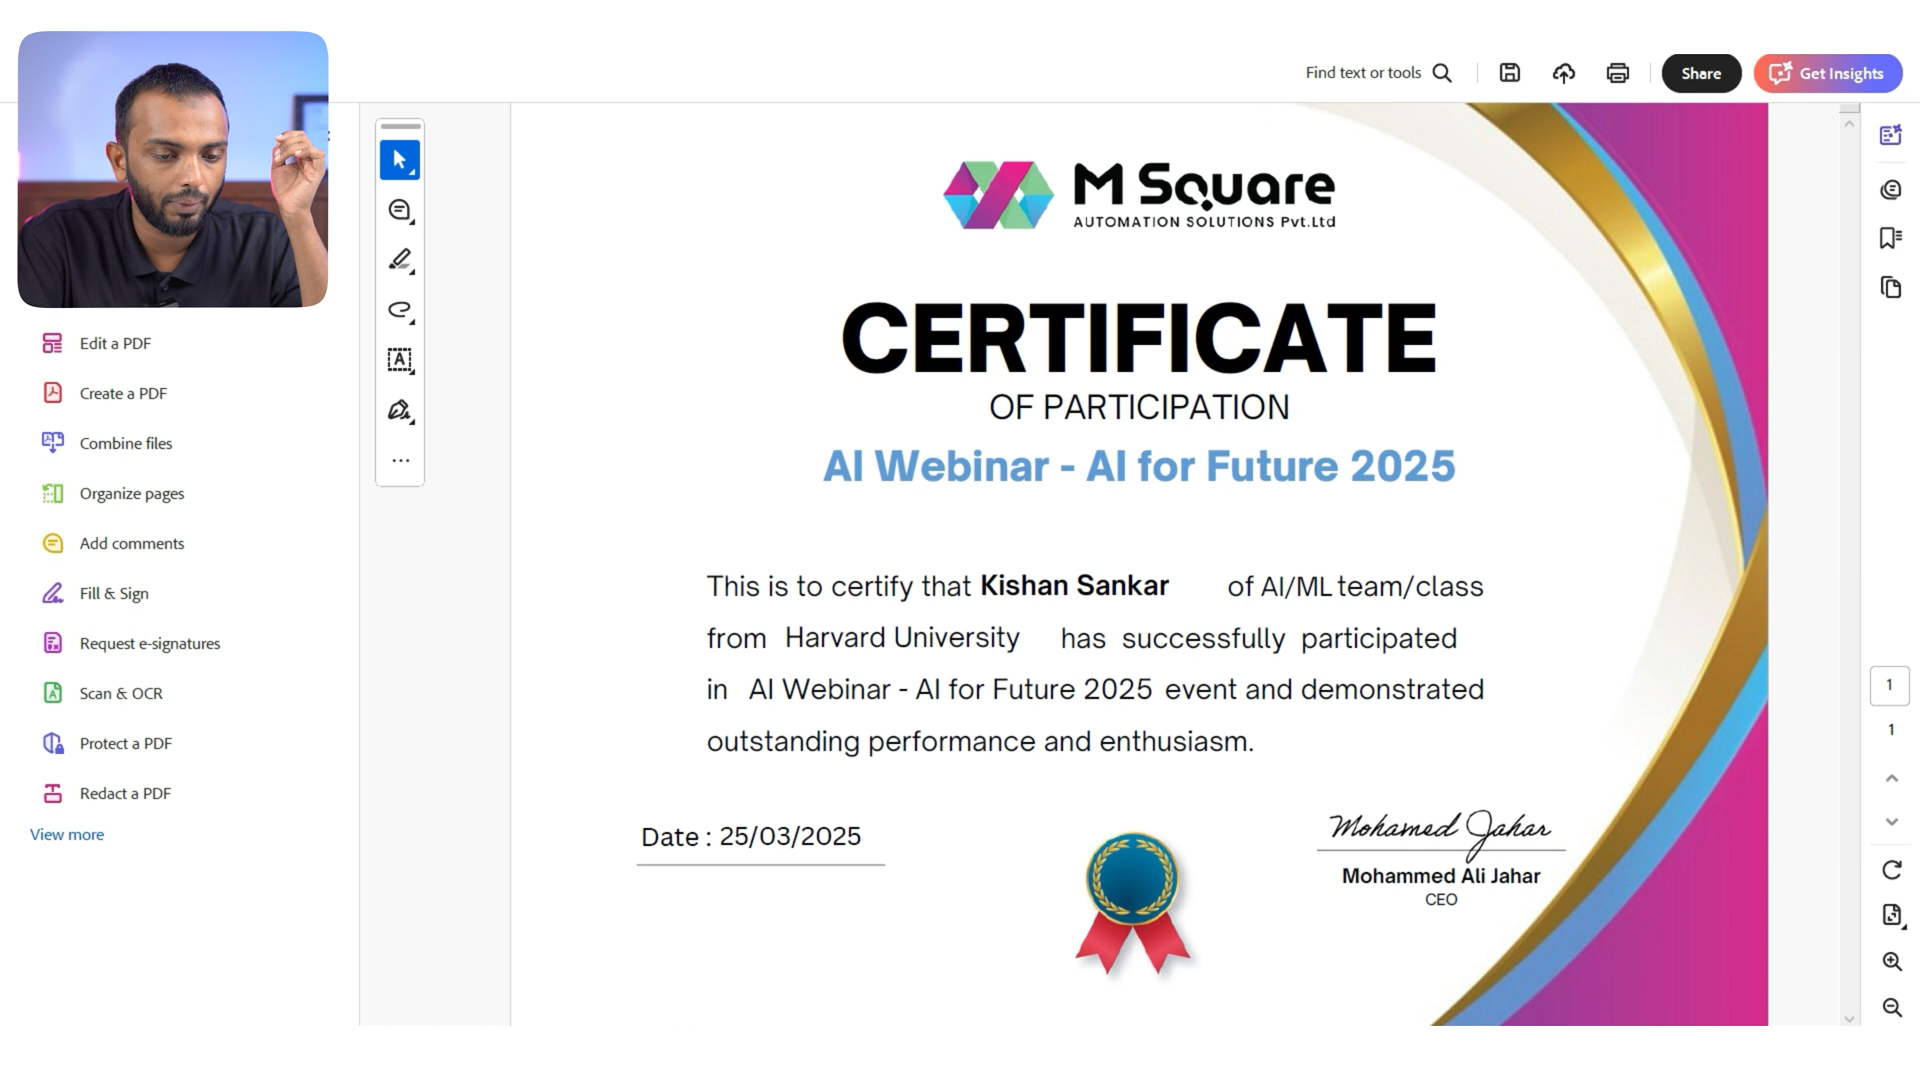 Find text or tools
Share
Get Insights
Edit a PDF
Create a PDF
Combine files
Organize pages
Add comments
Fill & Sign
Request e-signatures
Scan & OCR
Protect a PDF
Redact a PDF
View more
M Square
AUTOMATION SOLUTIONS Pvt.Ltd
CERTIFICATE
OF PARTICIPATION
AI Webinar - AI for Future 2025
This is to certify that Kishan Sankar of AI/ML team/class
from Harvard University has successfully participated
in AI Webinar - AI for Future 2025 event and demonstrated
outstanding performance and enthusiasm.
Date : 25/03/2025
Mohamed Jahar
Mohammed Ali Jahar
CEO
1
1